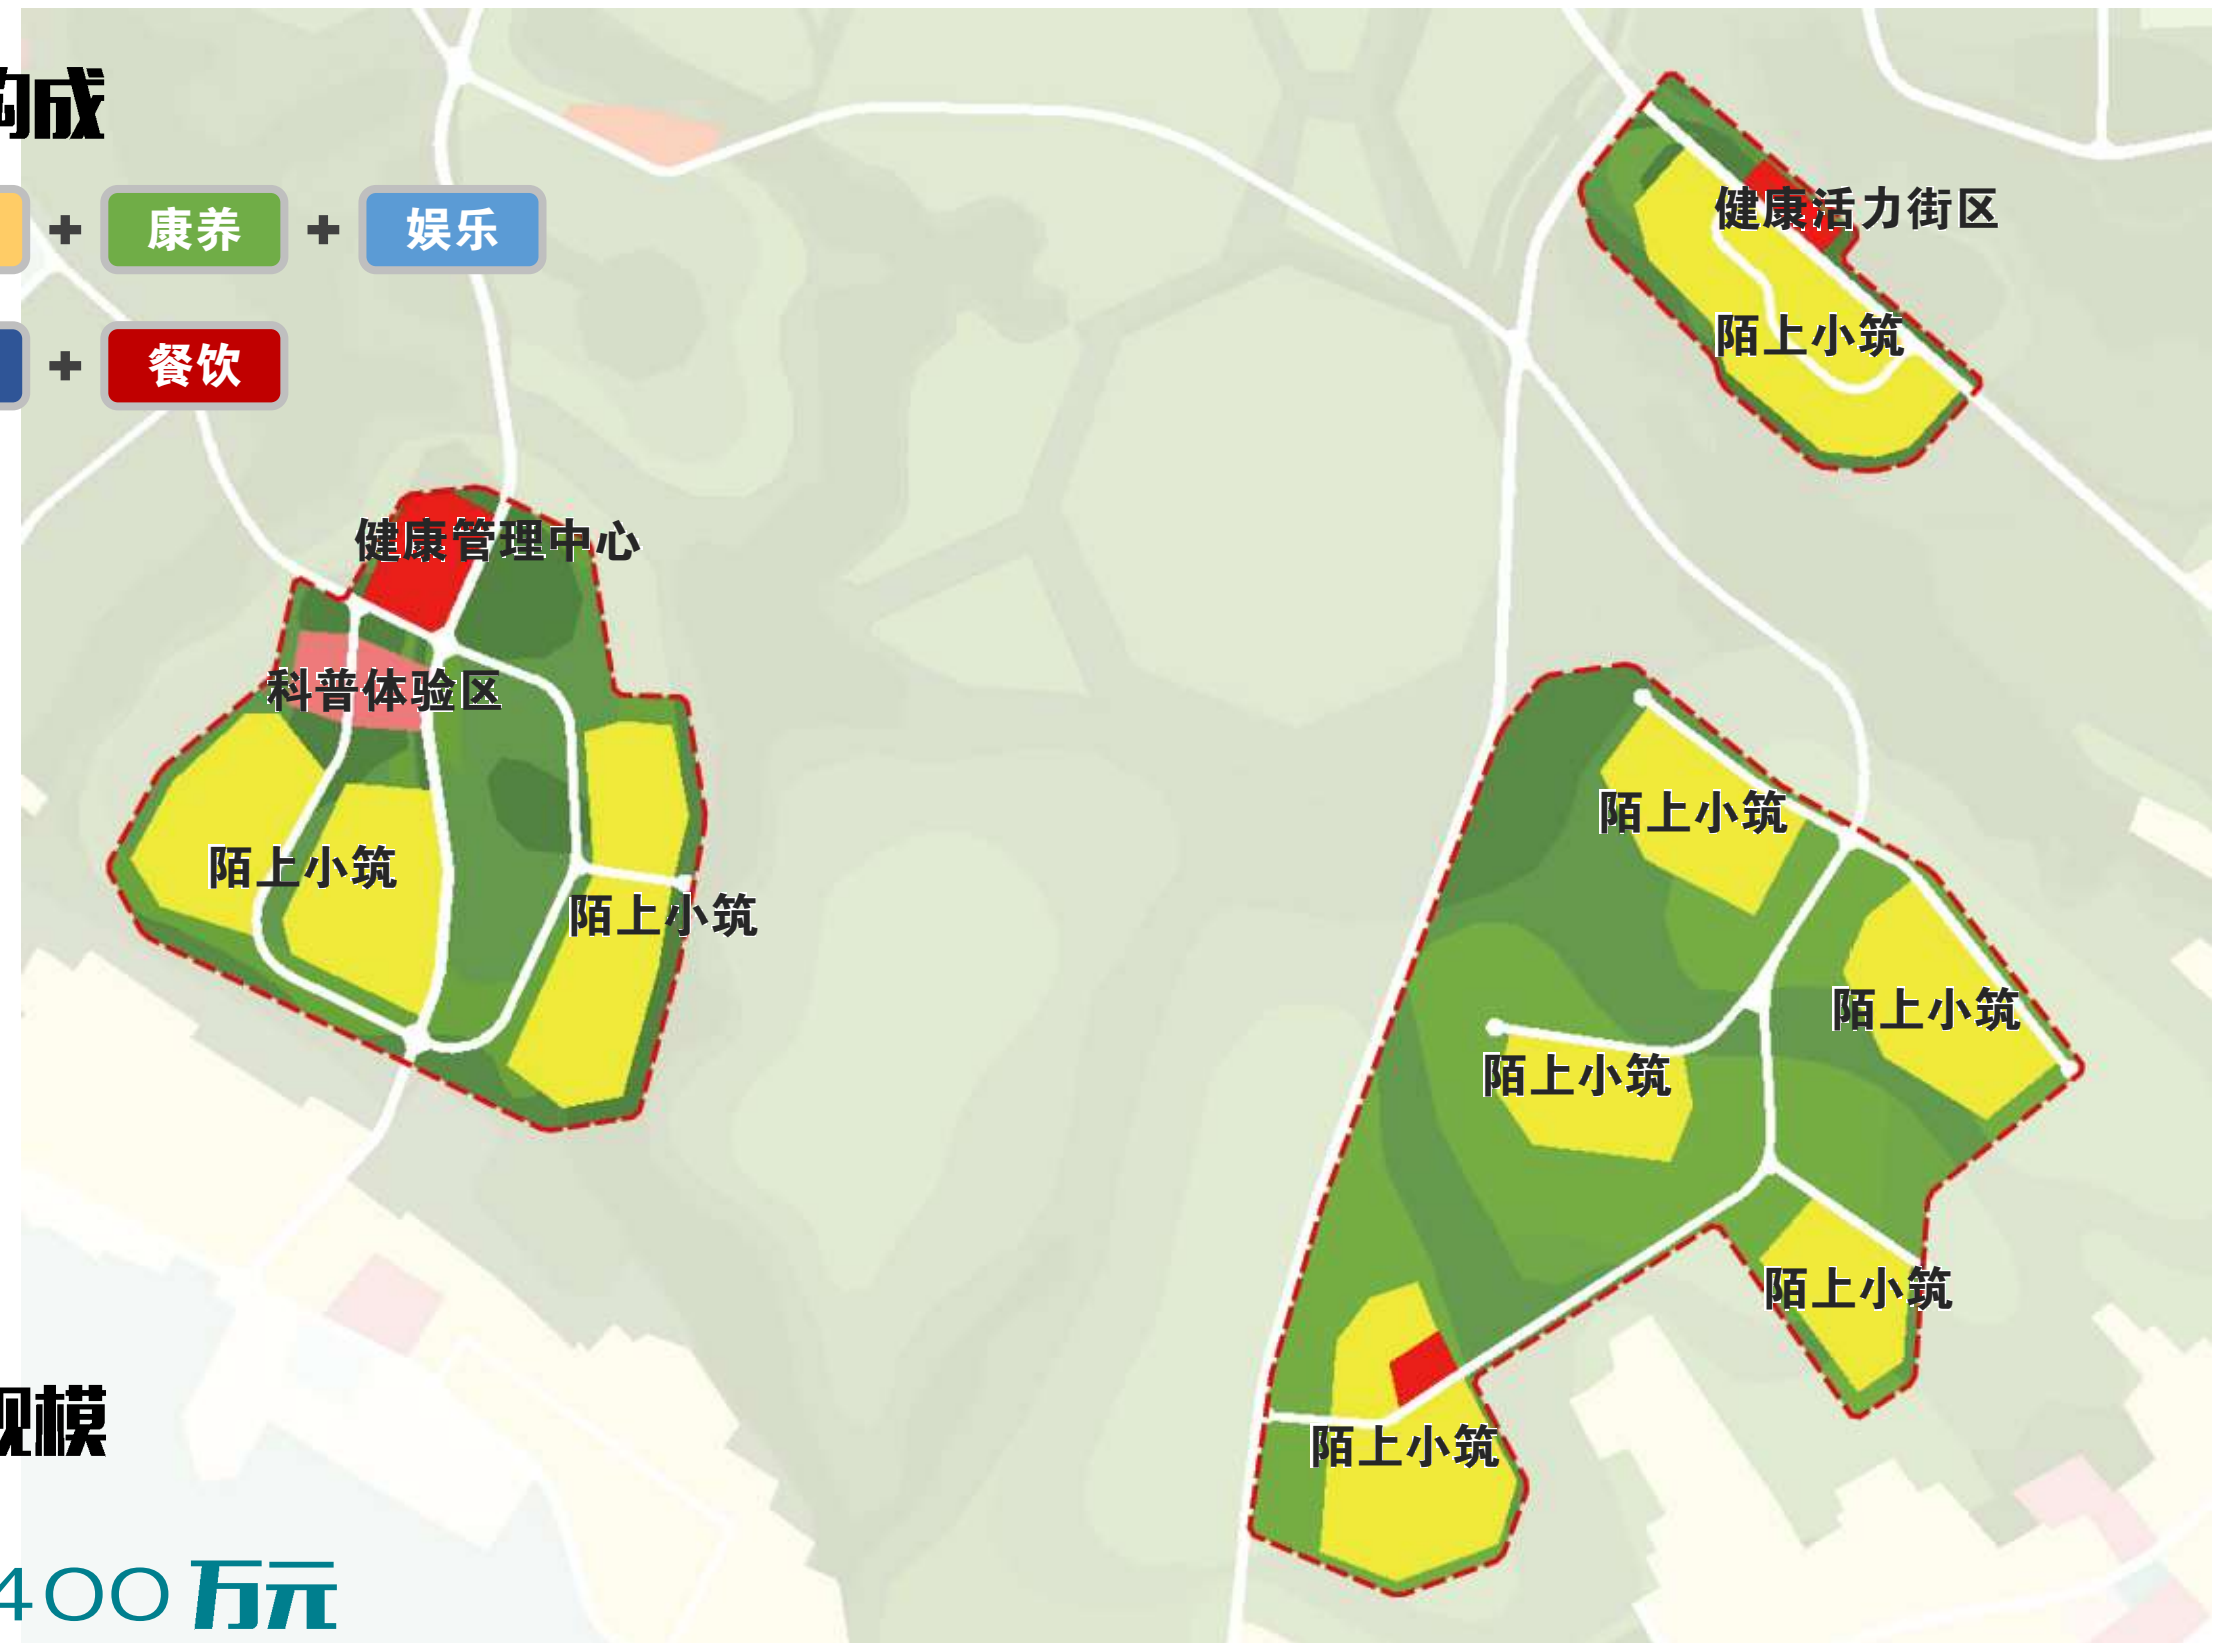 构成
+ 康养 + 娱乐
+ 餐饮
健康活力街区
陌上小筑
健康管理中心
科普体验区
陌上小筑
陌上小筑
陌上小筑
陌上小筑
陌上小筑
陌上小筑
陌上小筑
规模
400万元